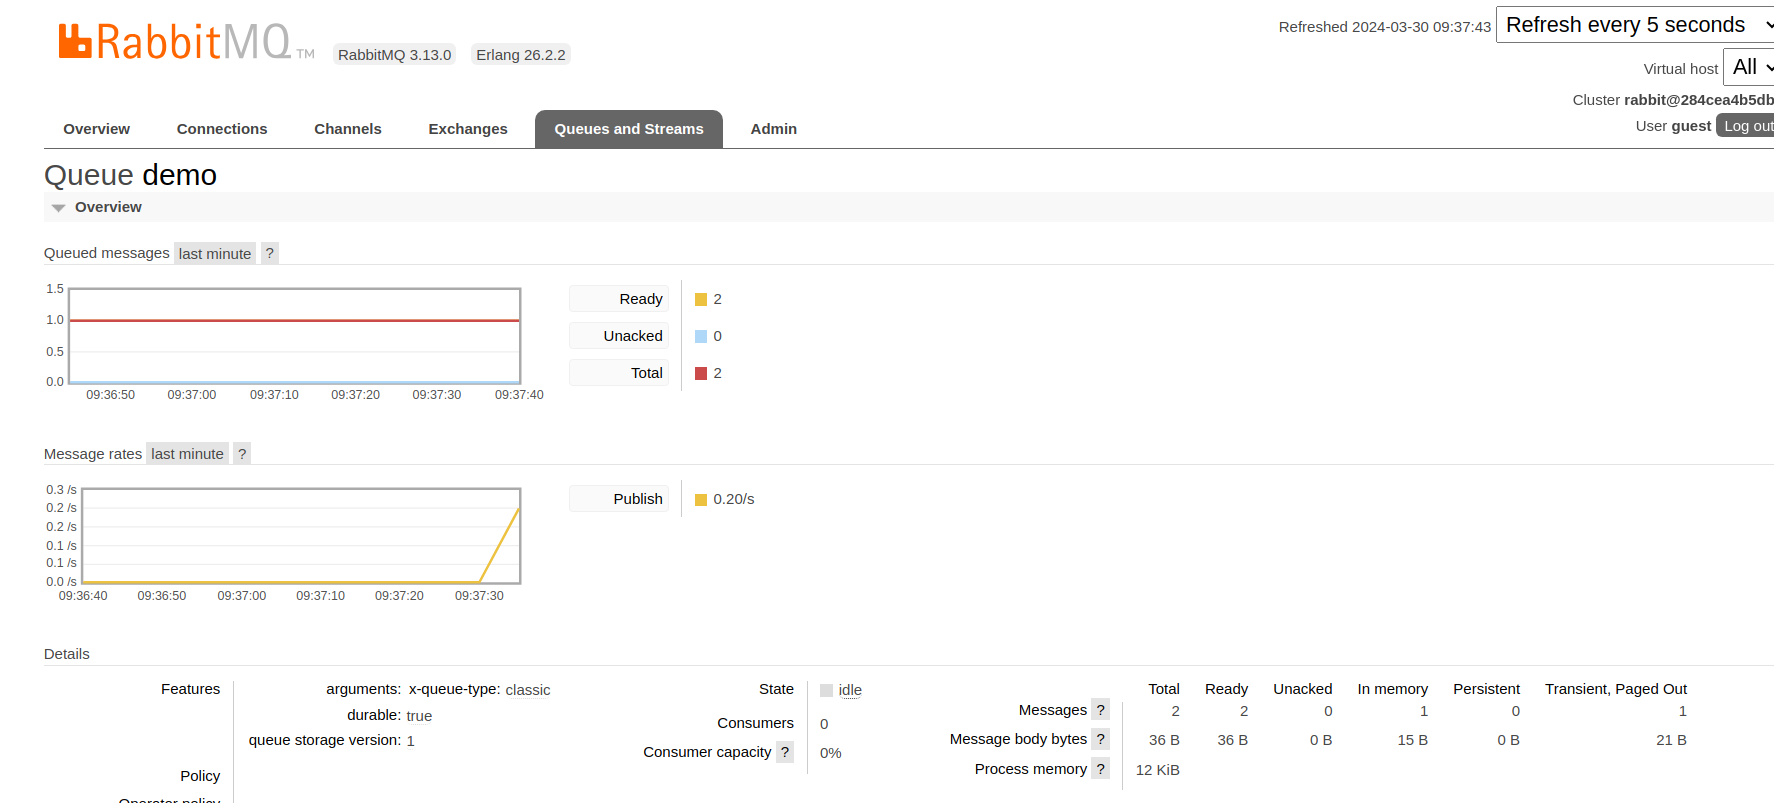 RabbitMQ TM RabbitMQ 3.13.0 Erlang 26.2.2
Refreshed 2024-03-30 09:37:43 Refresh every 5 seconds
Virtual host All
Cluster rabbit@284cea4b5db
User guest Log out
Overview Connections Channels Exchanges Queues and Streams Admin
Queue demo
Overview
Queued messages last minute ?
1.5
1.0
0.5
0.0
09:36:50 09:37:00 09:37:10 09:37:20 09:37:30 09:37:40
Ready 2
Unacked 0
Total 2
Message rates last minute ?
0.3 /s
0.2 /s
0.2 /s
0.1 /s
0.1 /s
0.0 /s
09:36:40 09:36:50 09:37:00 09:37:10 09:37:20 09:37:30
Publish 0.20/s
Details
Features arguments: x-queue-type: classic
durable: true
queue storage version: 1
Policy
Operator policy
State idle
Consumers 0
Consumer capacity ? 0%
Total Ready Unacked In memory Persistent Transient, Paged Out
Messages ? 2 2 0 1 0 1
Message body bytes ? 36 B 36 B 0 B 15 B 0 B 21 B
Process memory ? 12 KiB